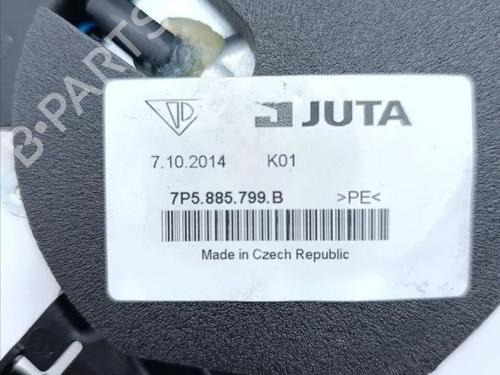 B-PARTS
JUTA
7.10.2014 K01
7P5.885.799.B >PE<
Made in Czech Republic